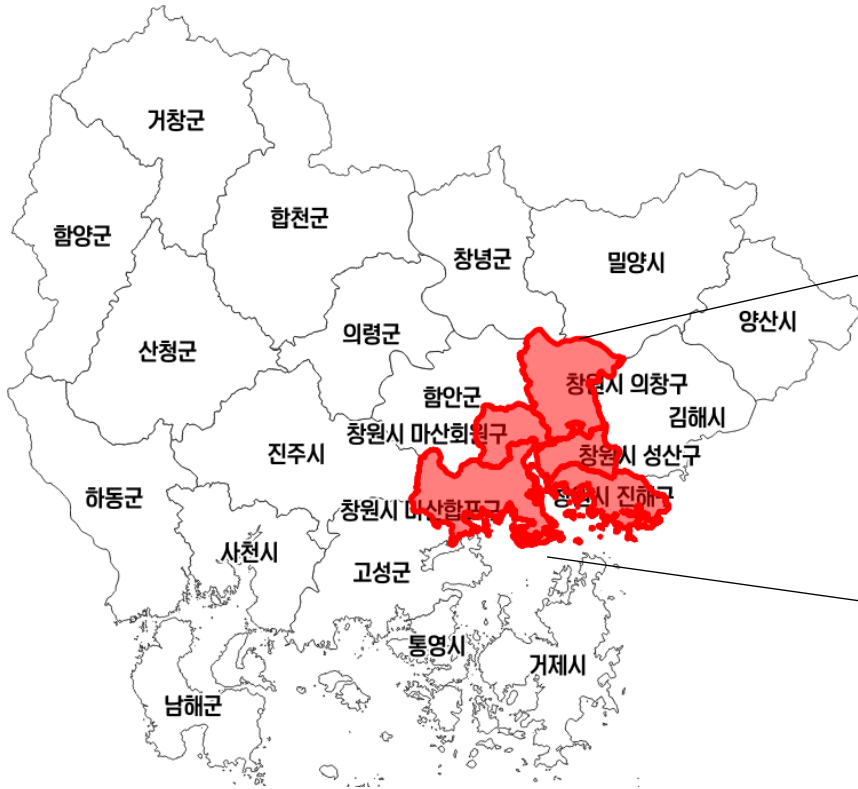 거창군
합천군
함양군
창녕군
밀양시
양산시
산청군
의령군
함안군
창원시 의창구
김해시
창원시 마산회원구
진주시
창원시 성산구
하동군
창원시 진해구
창원시 마산합포구
사천시
고성군
통영시
거제시
남해군